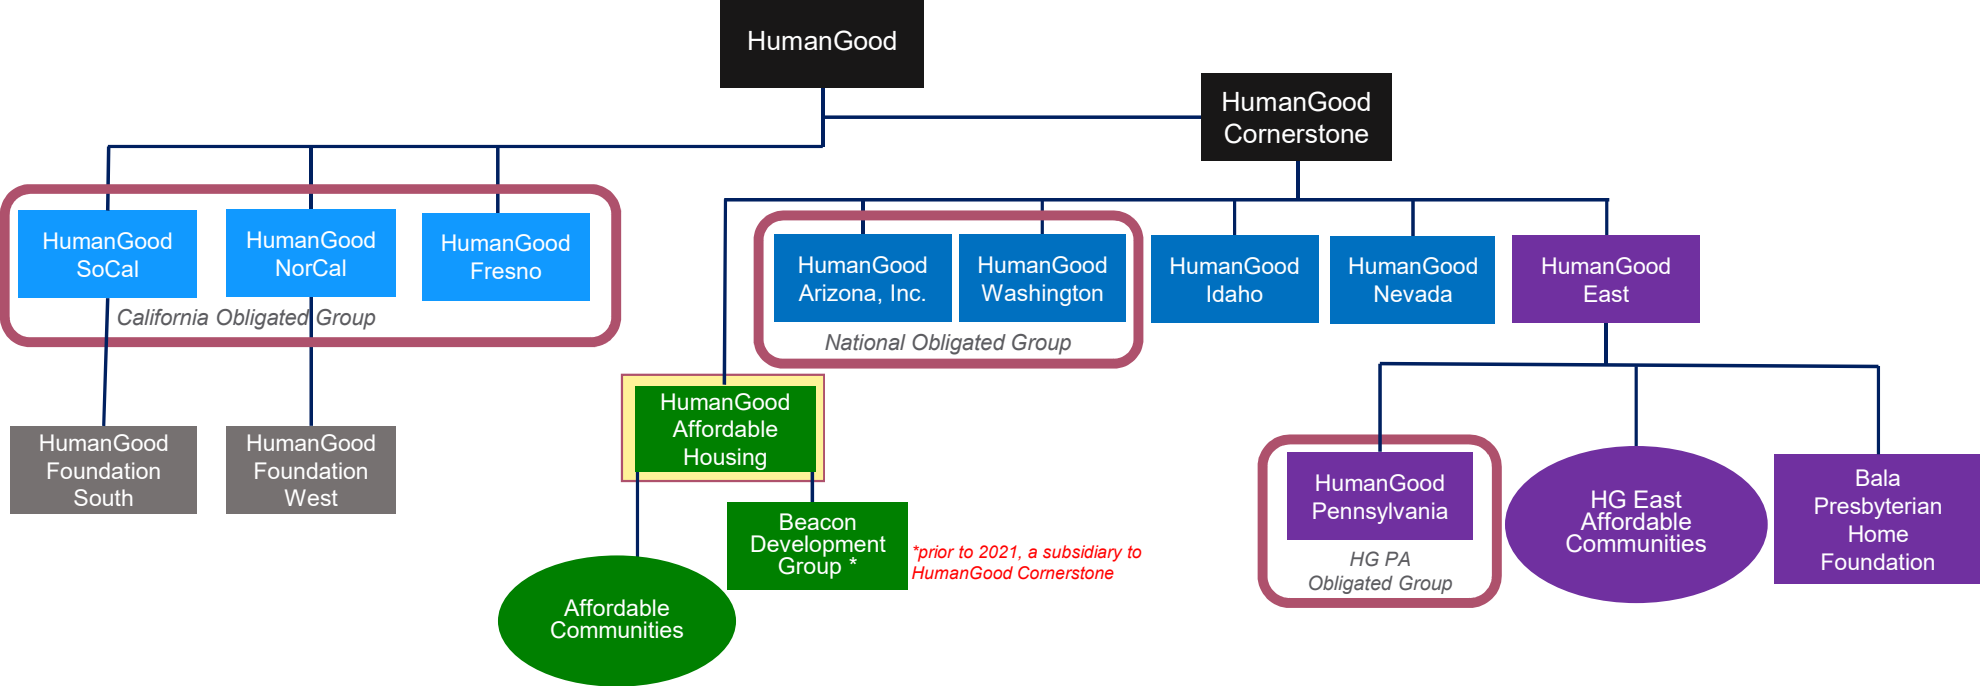 HumanGood
HumanGood
Cornerstone
HumanGood
SoCal
HumanGood
NorCal
HumanGood
Fresno
California Obligated Group
HumanGood
Arizona, Inc.
HumanGood
Washington
National Obligated Group
HumanGood
Idaho
HumanGood
Nevada
HumanGood
East
HumanGood
Foundation
South
HumanGood
Foundation
West
HumanGood
Affordable
Housing
Beacon
Development
Group *
*prior to 2021, a subsidiary to
HumanGood Cornerstone
Affordable
Communities
HumanGood
Pennsylvania
HG PA
Obligated Group
HG East
Affordable
Communities
Bala
Presbyterian
Home
Foundation